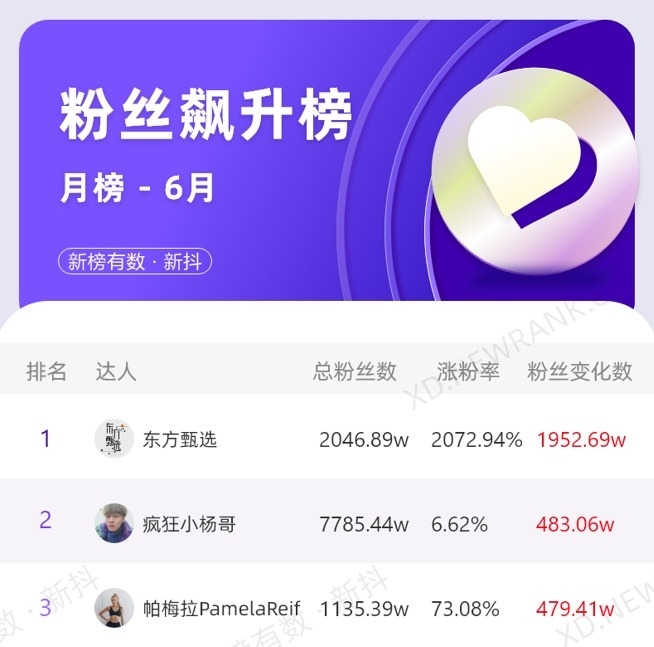 粉丝飙升榜
月榜 - 6月
新榜有数 · 新抖
排名 达人 总粉丝数 涨粉率 粉丝变化数
1 东方甄选 2046.89w 2072.94% 1952.69w
2 疯狂小杨哥 7785.44w 6.62% 483.06w
3 帕梅拉PamelaReif 1135.39w 73.08% 479.41w
XD.NEWRANK.C
数 · 新抖
榜有数 · 新抖
XD.NEW